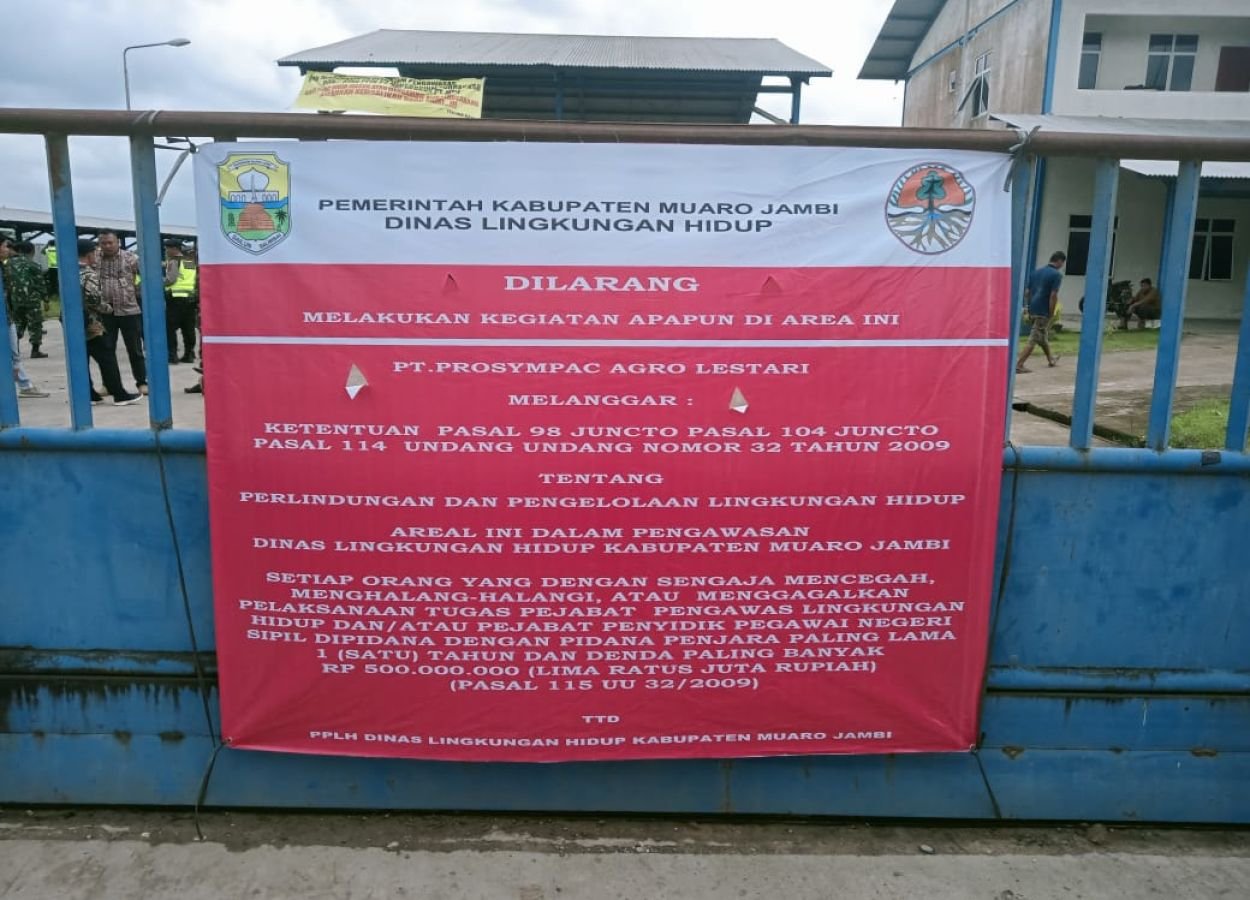 PEMERINTAH KABUPATEN MUARO JAMBI
DINAS LINGKUNGAN HIDUP
DILARANG
MELAKUKAN KEGIATAN APAPUN DI AREA INI
PT.PROSYMPAC AGRO LESTARI
MELANGGAR :
KETENTUAN PASAL 98 JUNCTO PASAL 104 JUNCTO
PASAL 114 UNDANG UNDANG NOMOR 32 TAHUN 2009
TENTANG
PERLINDUNGAN DAN PENGELOLAAN LINGKUNGAN HIDUP
AREAL INI DALAM PENGAWASAN
DINAS LINGKUNGAN HIDUP KABUPATEN MUARO JAMBI
SETIAP ORANG YANG DENGAN SENGAJA MENCEGAH,
MENGHALANG-HALANGI, ATAU MENGGAGALKAN
PELAKSANAAN TUGAS PEJABAT PENGAWAS LINGKUNGAN
HIDUP DAN/ATAU PEJABAT PENYIDIK PEGAWAI NEGERI
SIPIL DIPIDANA DENGAN PIDANA PENJARA PALING LAMA
1 (SATU) TAHUN DAN DENDA PALING BANYAK
RP 500.000.000 (LIMA RATUS JUTA RUPIAH)
(PASAL 115 UU 32/2009)
TTD
PPLH DINAS LINGKUNGAN HIDUP KABUPATEN MUARO JAMBI